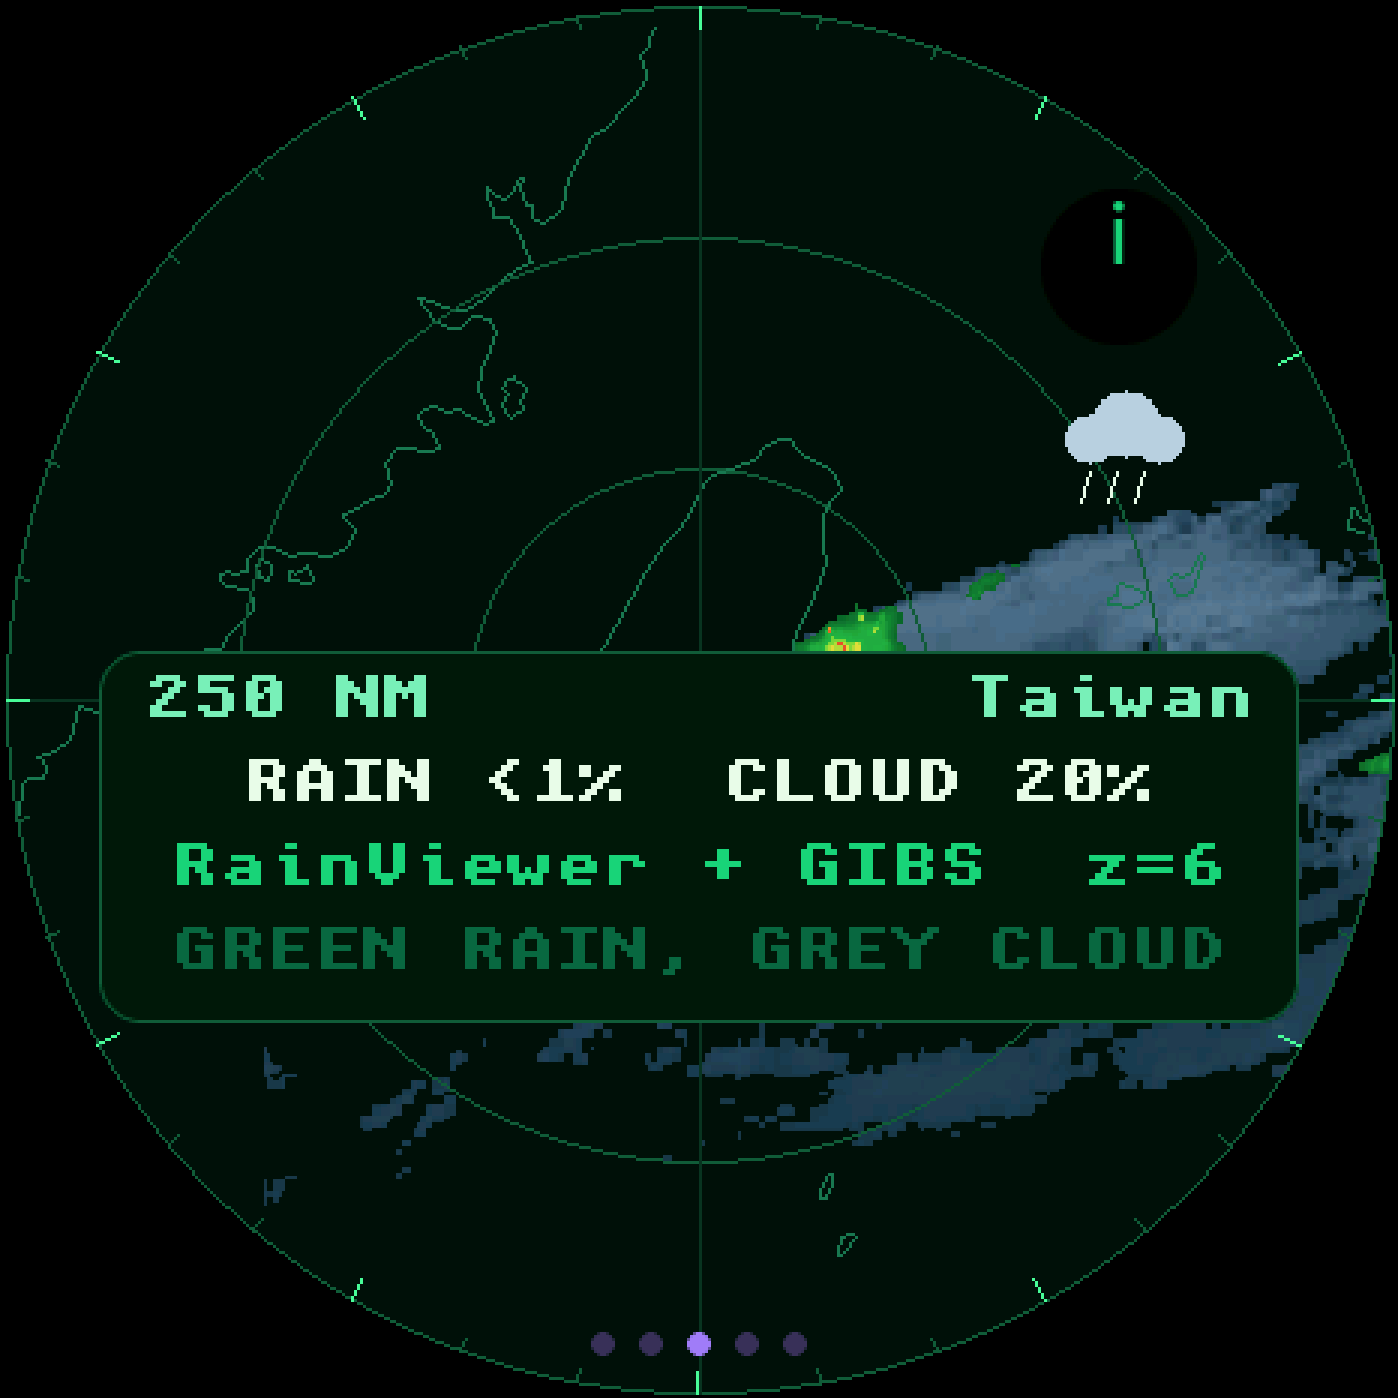 i
250 NM Taiwan
RAIN <1% CLOUD 20%
RainViewer + GIBS z=6
GREEN RAIN, GREY CLOUD